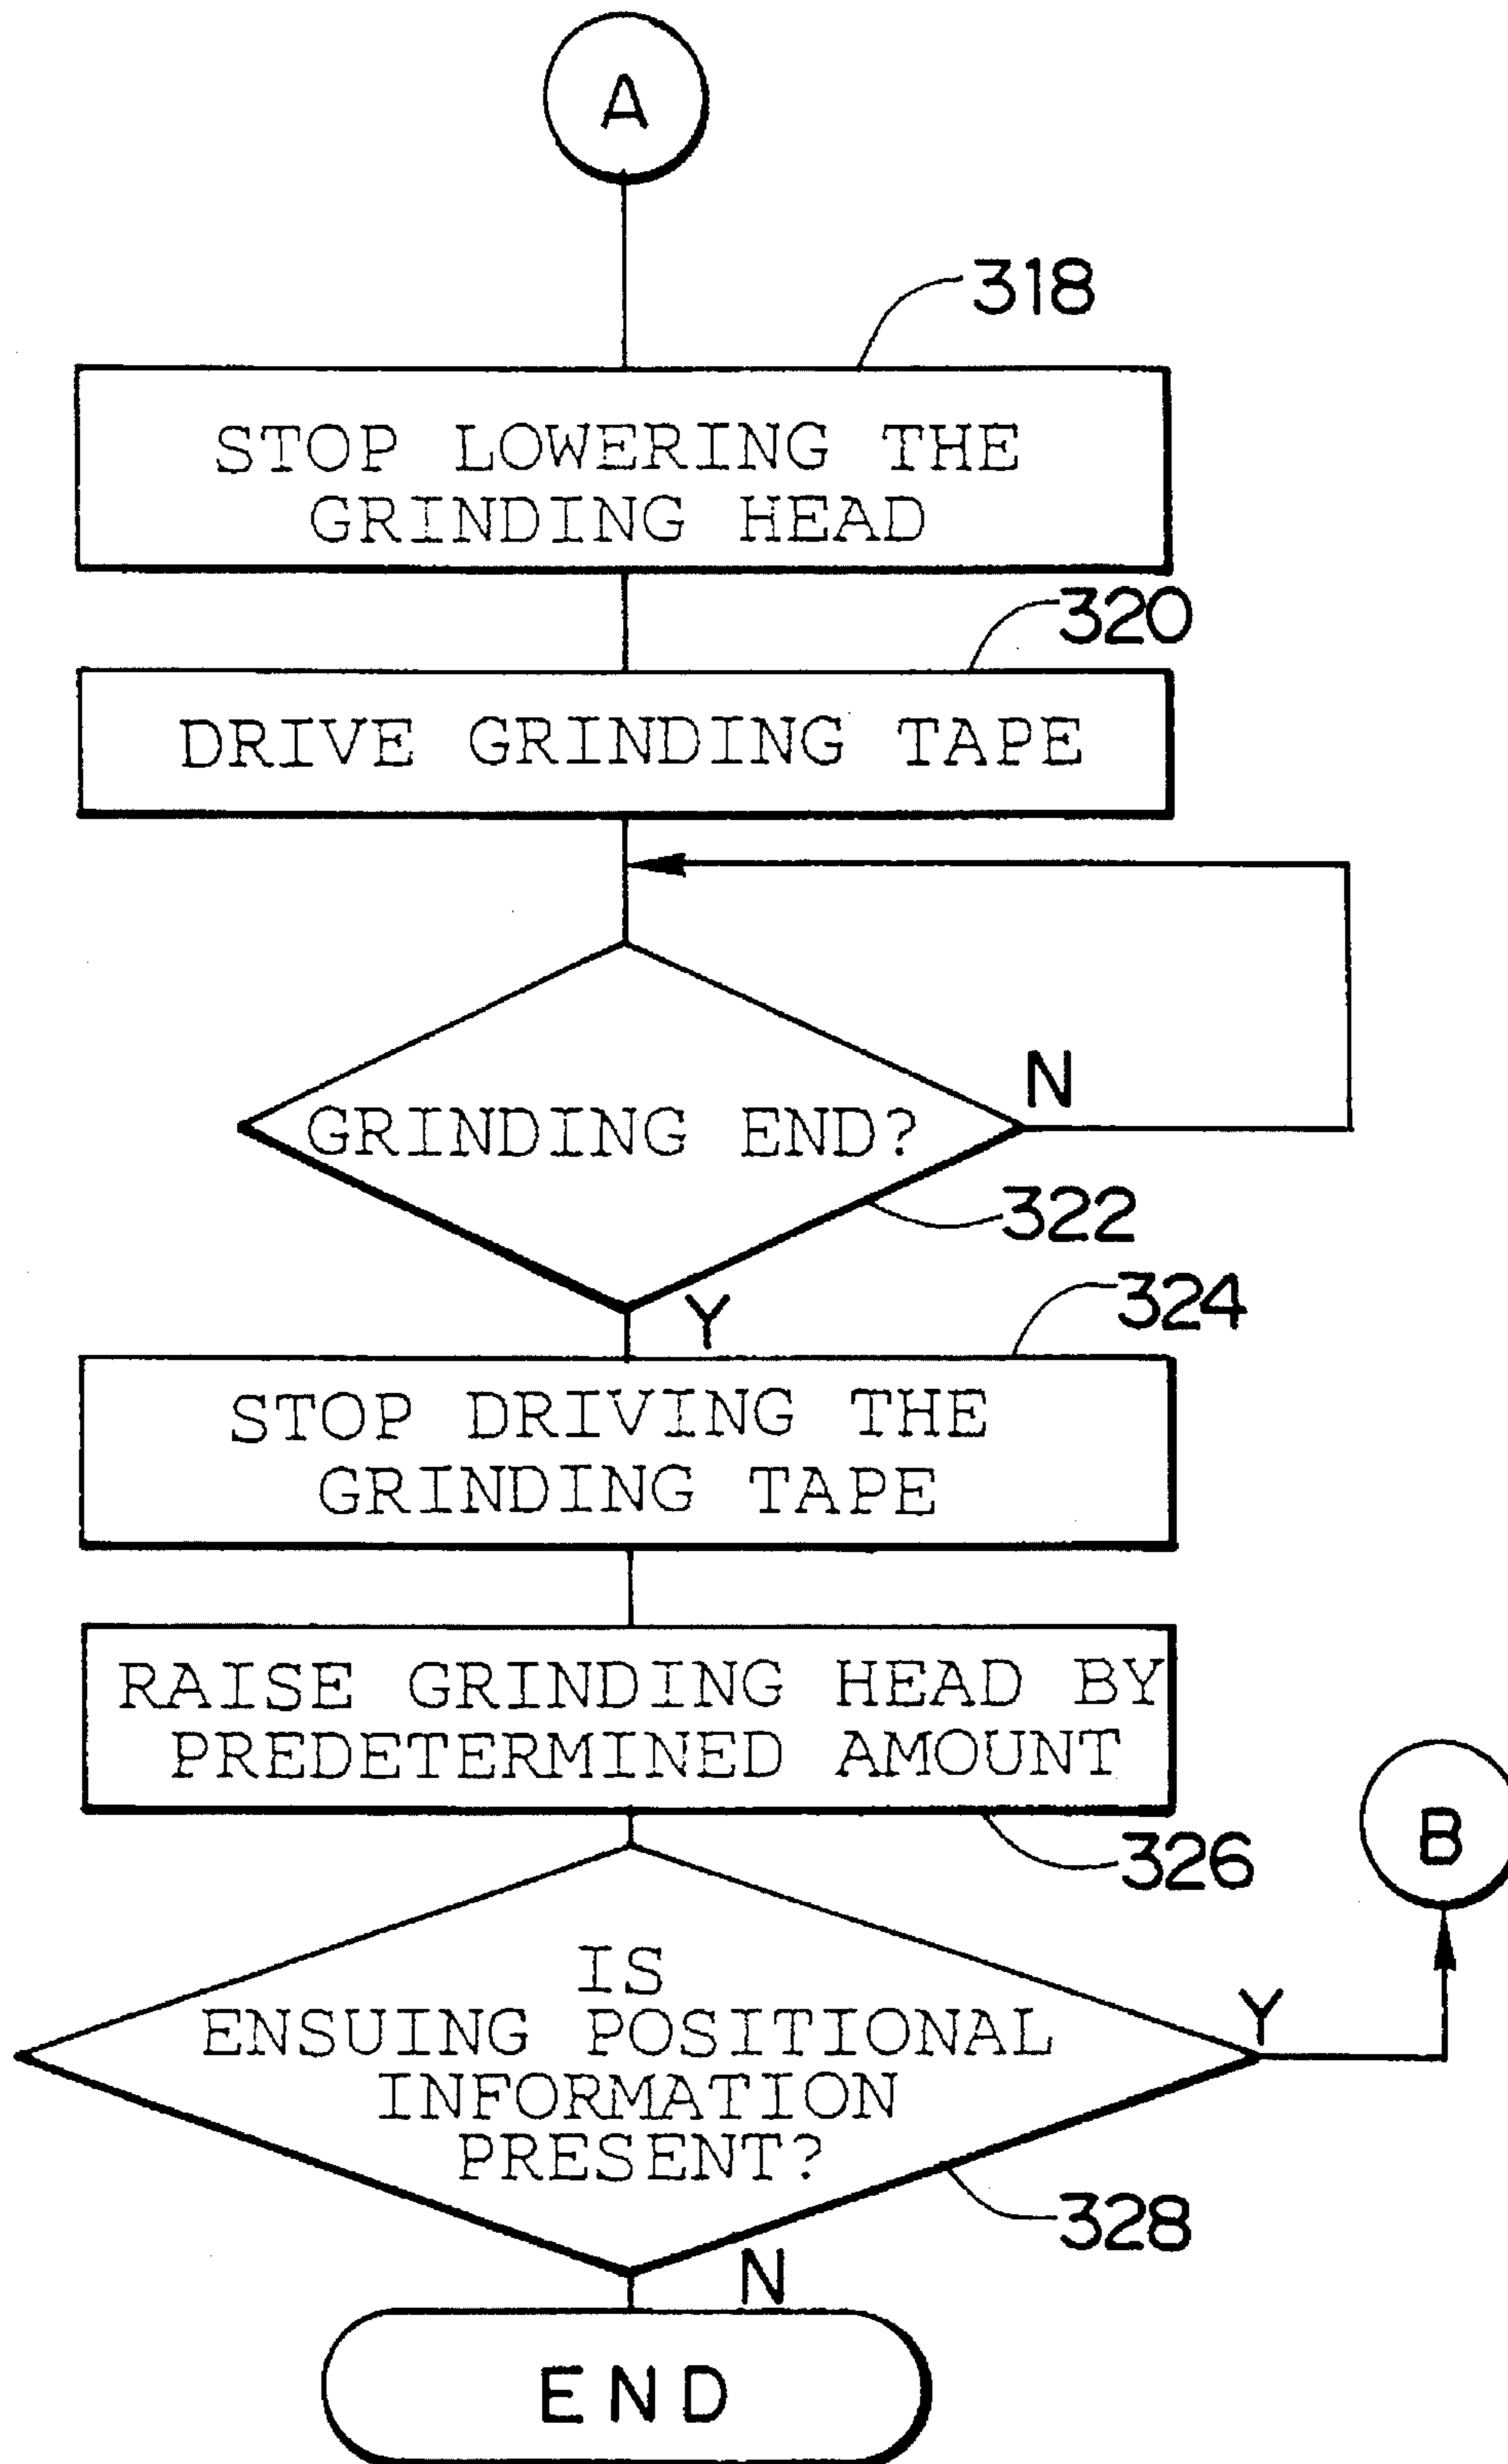 A
318
STOP LOWERING THE
GRINDING HEAD
320
DRIVE GRINDING TAPE
N
GRINDING END?
322
Y
324
STOP DRIVING THE
GRINDING TAPE
RAISE GRINDING HEAD BY
PREDETERMINED AMOUNT
326
B
IS
ENSUING POSITIONAL
INFORMATION
PRESENT?
Y
328
N
END